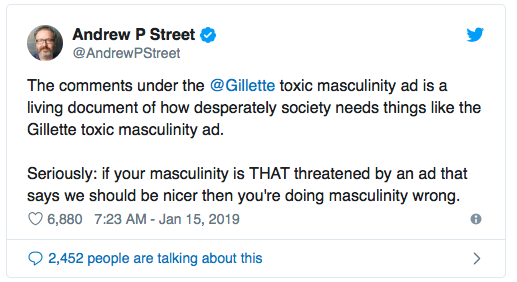 Andrew P Street
@AndrewPStreet
The comments under the @Gillette toxic masculinity ad is a
living document of how desperately society needs things like the
Gillette toxic masculinity ad.
Seriously: if your masculinity is THAT threatened by an ad that
says we should be nicer then you're doing masculinity wrong.
6,880 7:23 AM - Jan 15, 2019
2,452 people are talking about this